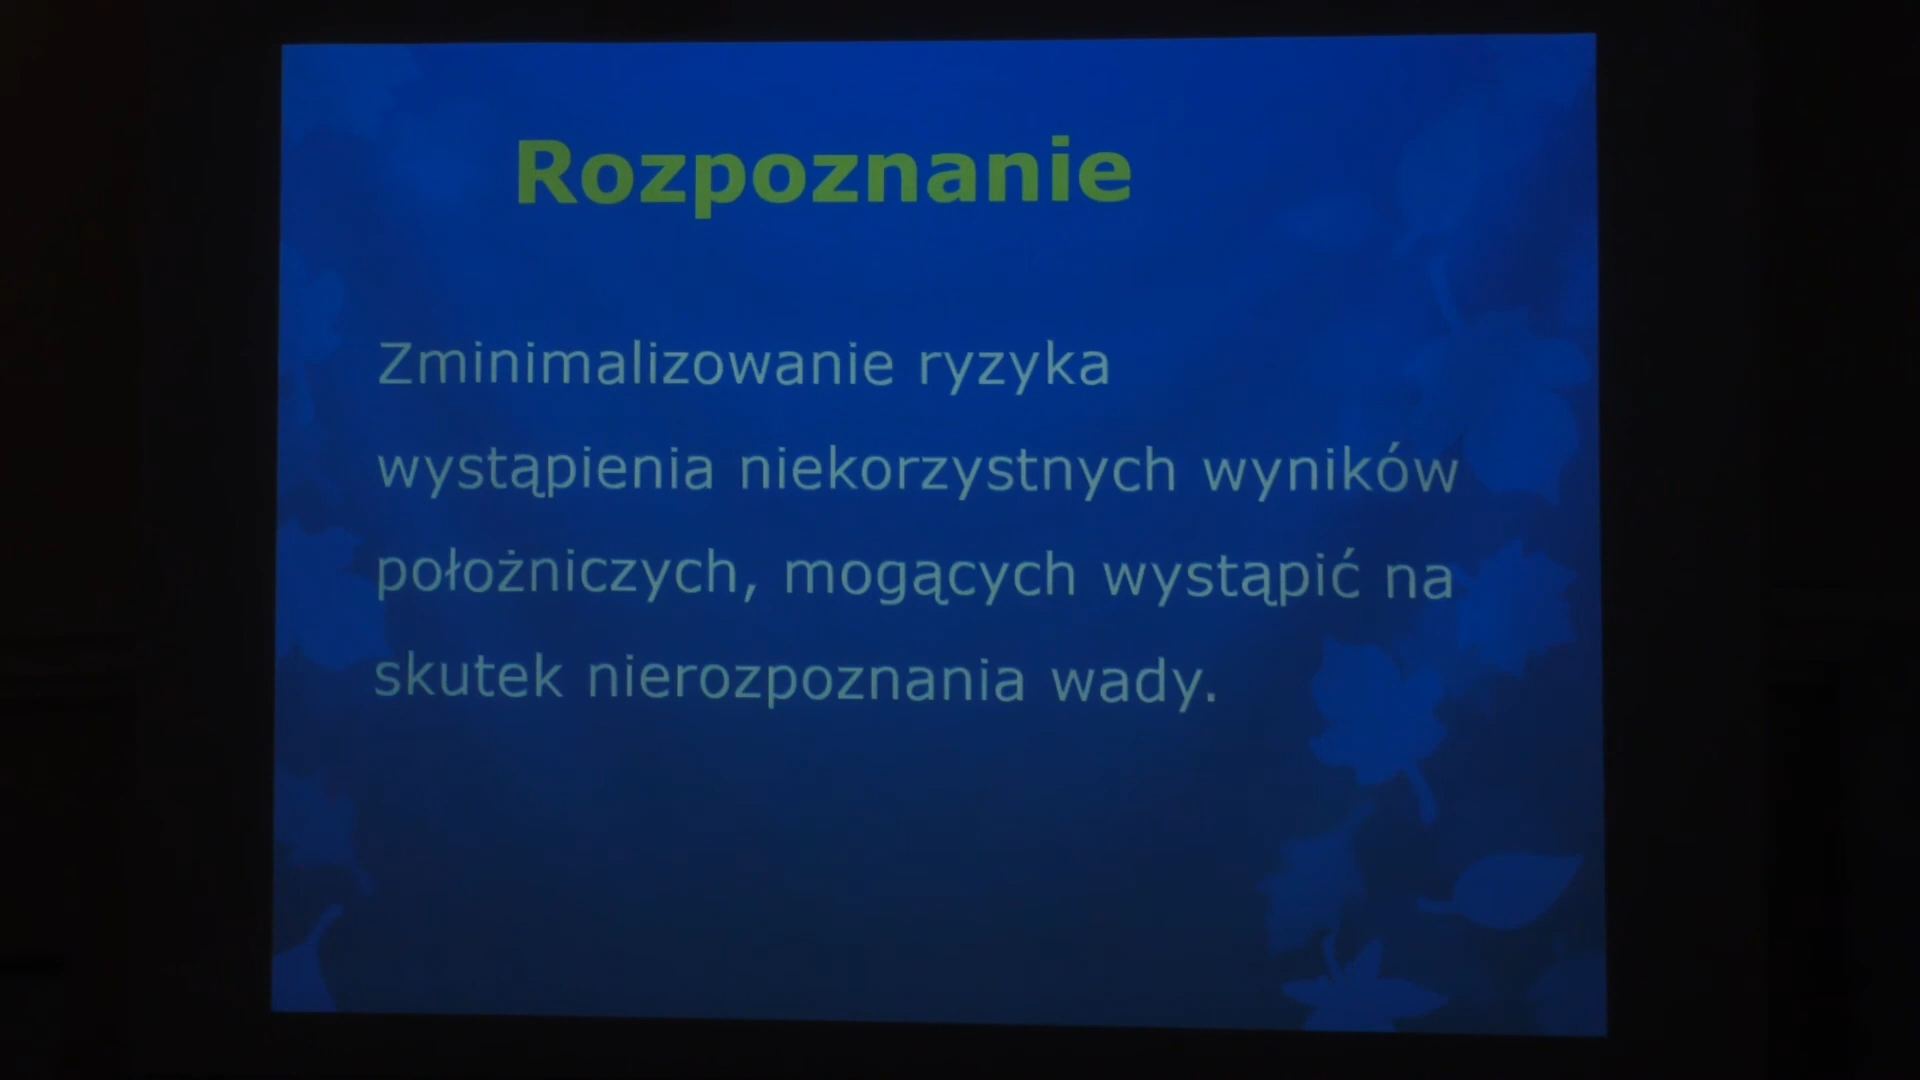 Rozpoznanie
Zminimalizowanie ryzyka
wystąpienia niekorzystnych wyników
położniczych, mogących wystąpić na
skutek nierozpoznania wady.